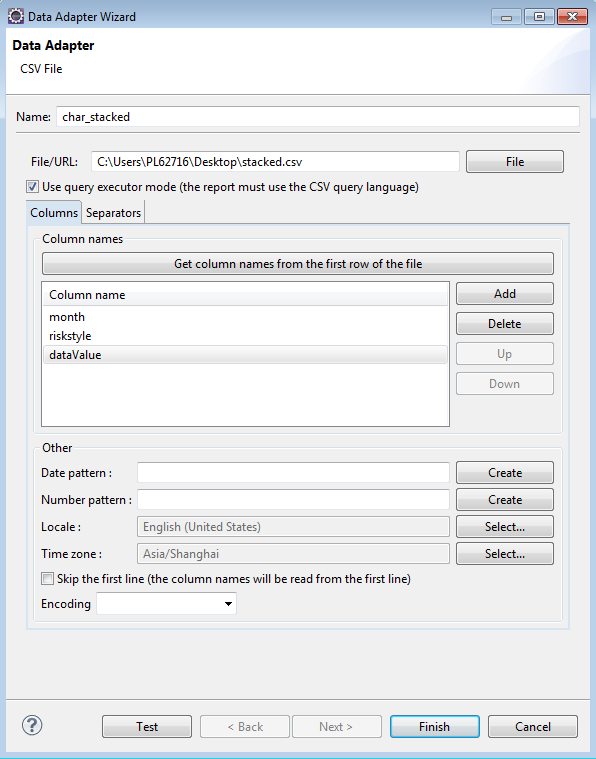 Data Adapter Wizard
Data Adapter
CSV File
Name: char_stacked
File/URL: C:\Users\PL62716\Desktop\stacked.csv File
Use query executor mode (the report must use the CSV query language)
Columns Separators
Column names
Get column names from the first row of the file
Column name Add
month
riskstyle Delete
dataValue Up
Down
Other
Date pattern : Create
Number pattern : Create
Locale : English (United States) Select...
Time zone : Asia/Shanghai Select...
Skip the first line (the column names will be read from the first line)
Encoding
? Test < Back Next > Finish Cancel